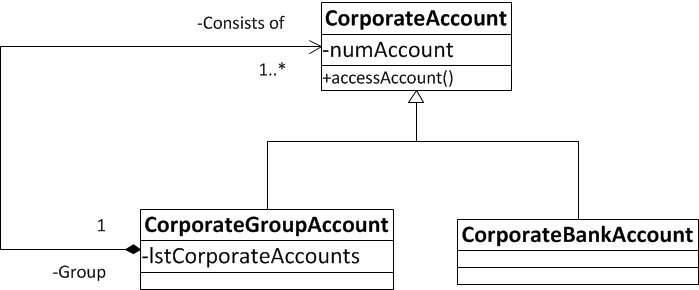 CorporateAccount
-Consists of
-numAccount
1..*
+accessAccount()
CorporateGroupAccount
1
CorporateBankAccount
-lstCorporateAccounts
-Group